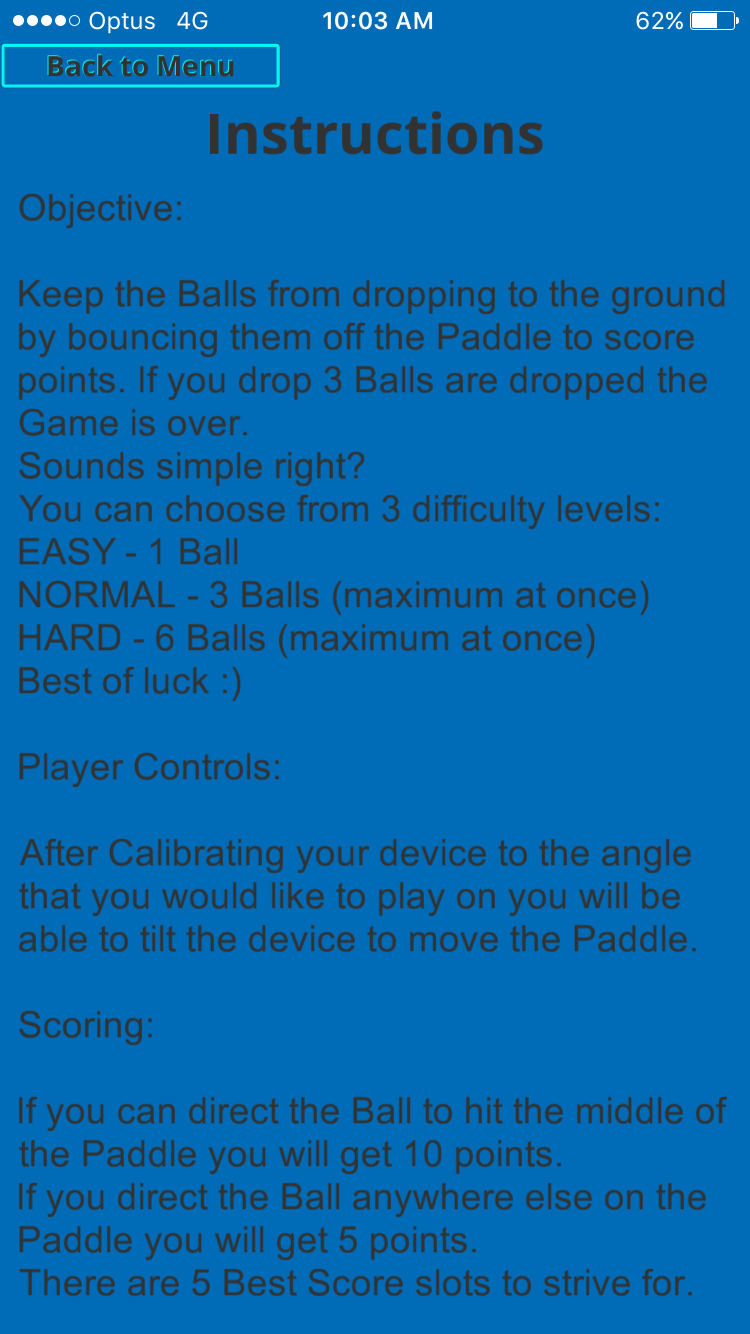 Optus 4G 10:03 AM 62%
Back to Menu
Instructions
Objective:
Keep the Balls from dropping to the ground
by bouncing them off the Paddle to score
points. If you drop 3 Balls are dropped the
Game is over.
Sounds simple right?
You can choose from 3 difficulty levels:
EASY - 1 Ball
NORMAL - 3 Balls (maximum at once)
HARD - 6 Balls (maximum at once)
Best of luck :)
Player Controls:
After Calibrating your device to the angle
that you would like to play on you will be
able to tilt the device to move the Paddle.
Scoring:
If you can direct the Ball to hit the middle of
the Paddle you will get 10 points.
If you direct the Ball anywhere else on the
Paddle you will get 5 points.
There are 5 Best Score slots to strive for.